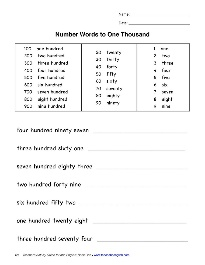 Name
Date
Number Words to One Thousand
100 one hundred
200 two hundred
300 three hundred
400 four hundred
500 five hundred
600 six hundred
700 seven hundred
800 eight hundred
900 nine hundred
20 twenty
30 thirty
40 forty
50 fifty
60 sixty
70 seventy
80 eighty
90 ninety
1 one
2 two
3 three
4 four
5 five
6 six
7 seven
8 eight
9 nine
four hundred ninety seven
three hundred sixty one
seven hundred eighty three
two hundred forty nine
six hundred fifty two
one hundred twenty eight
three hundred seventy four